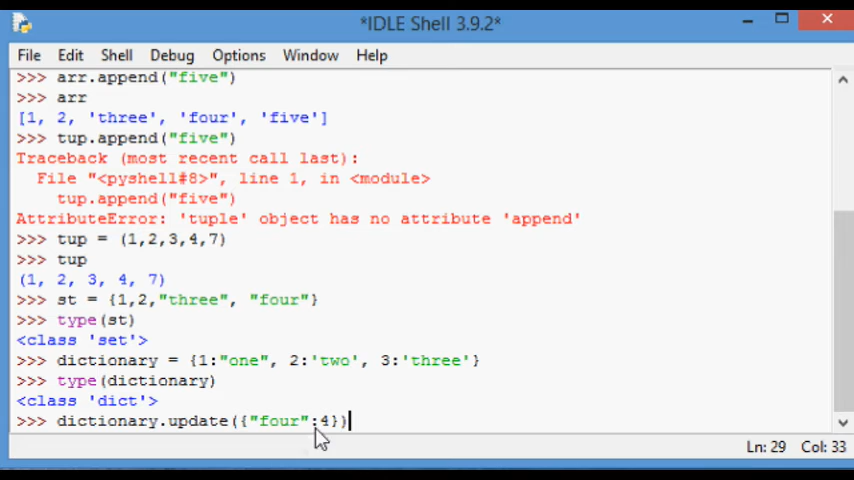 *IDLE Shell 3.9.2*
File Edit Shell Debug Options Window Help
>>> arr.append("five")
>>> arr
[1, 2, 'three', 'four', 'five']
>>> tup.append("five")
Traceback (most recent call last):
  File "<pyshell#8>", line 1, in <module>
    tup.append("five")
AttributeError: 'tuple' object has no attribute 'append'
>>> tup = (1,2,3,4,7)
>>> tup
(1, 2, 3, 4, 7)
>>> st = {1,2,"three", "four"}
>>> type(st)
<class 'set'>
>>> dictionary = {1:"one", 2:'two', 3:'three'}
>>> type(dictionary)
<class 'dict'>
>>> dictionary.update({"four":4})
Ln: 29 Col: 33